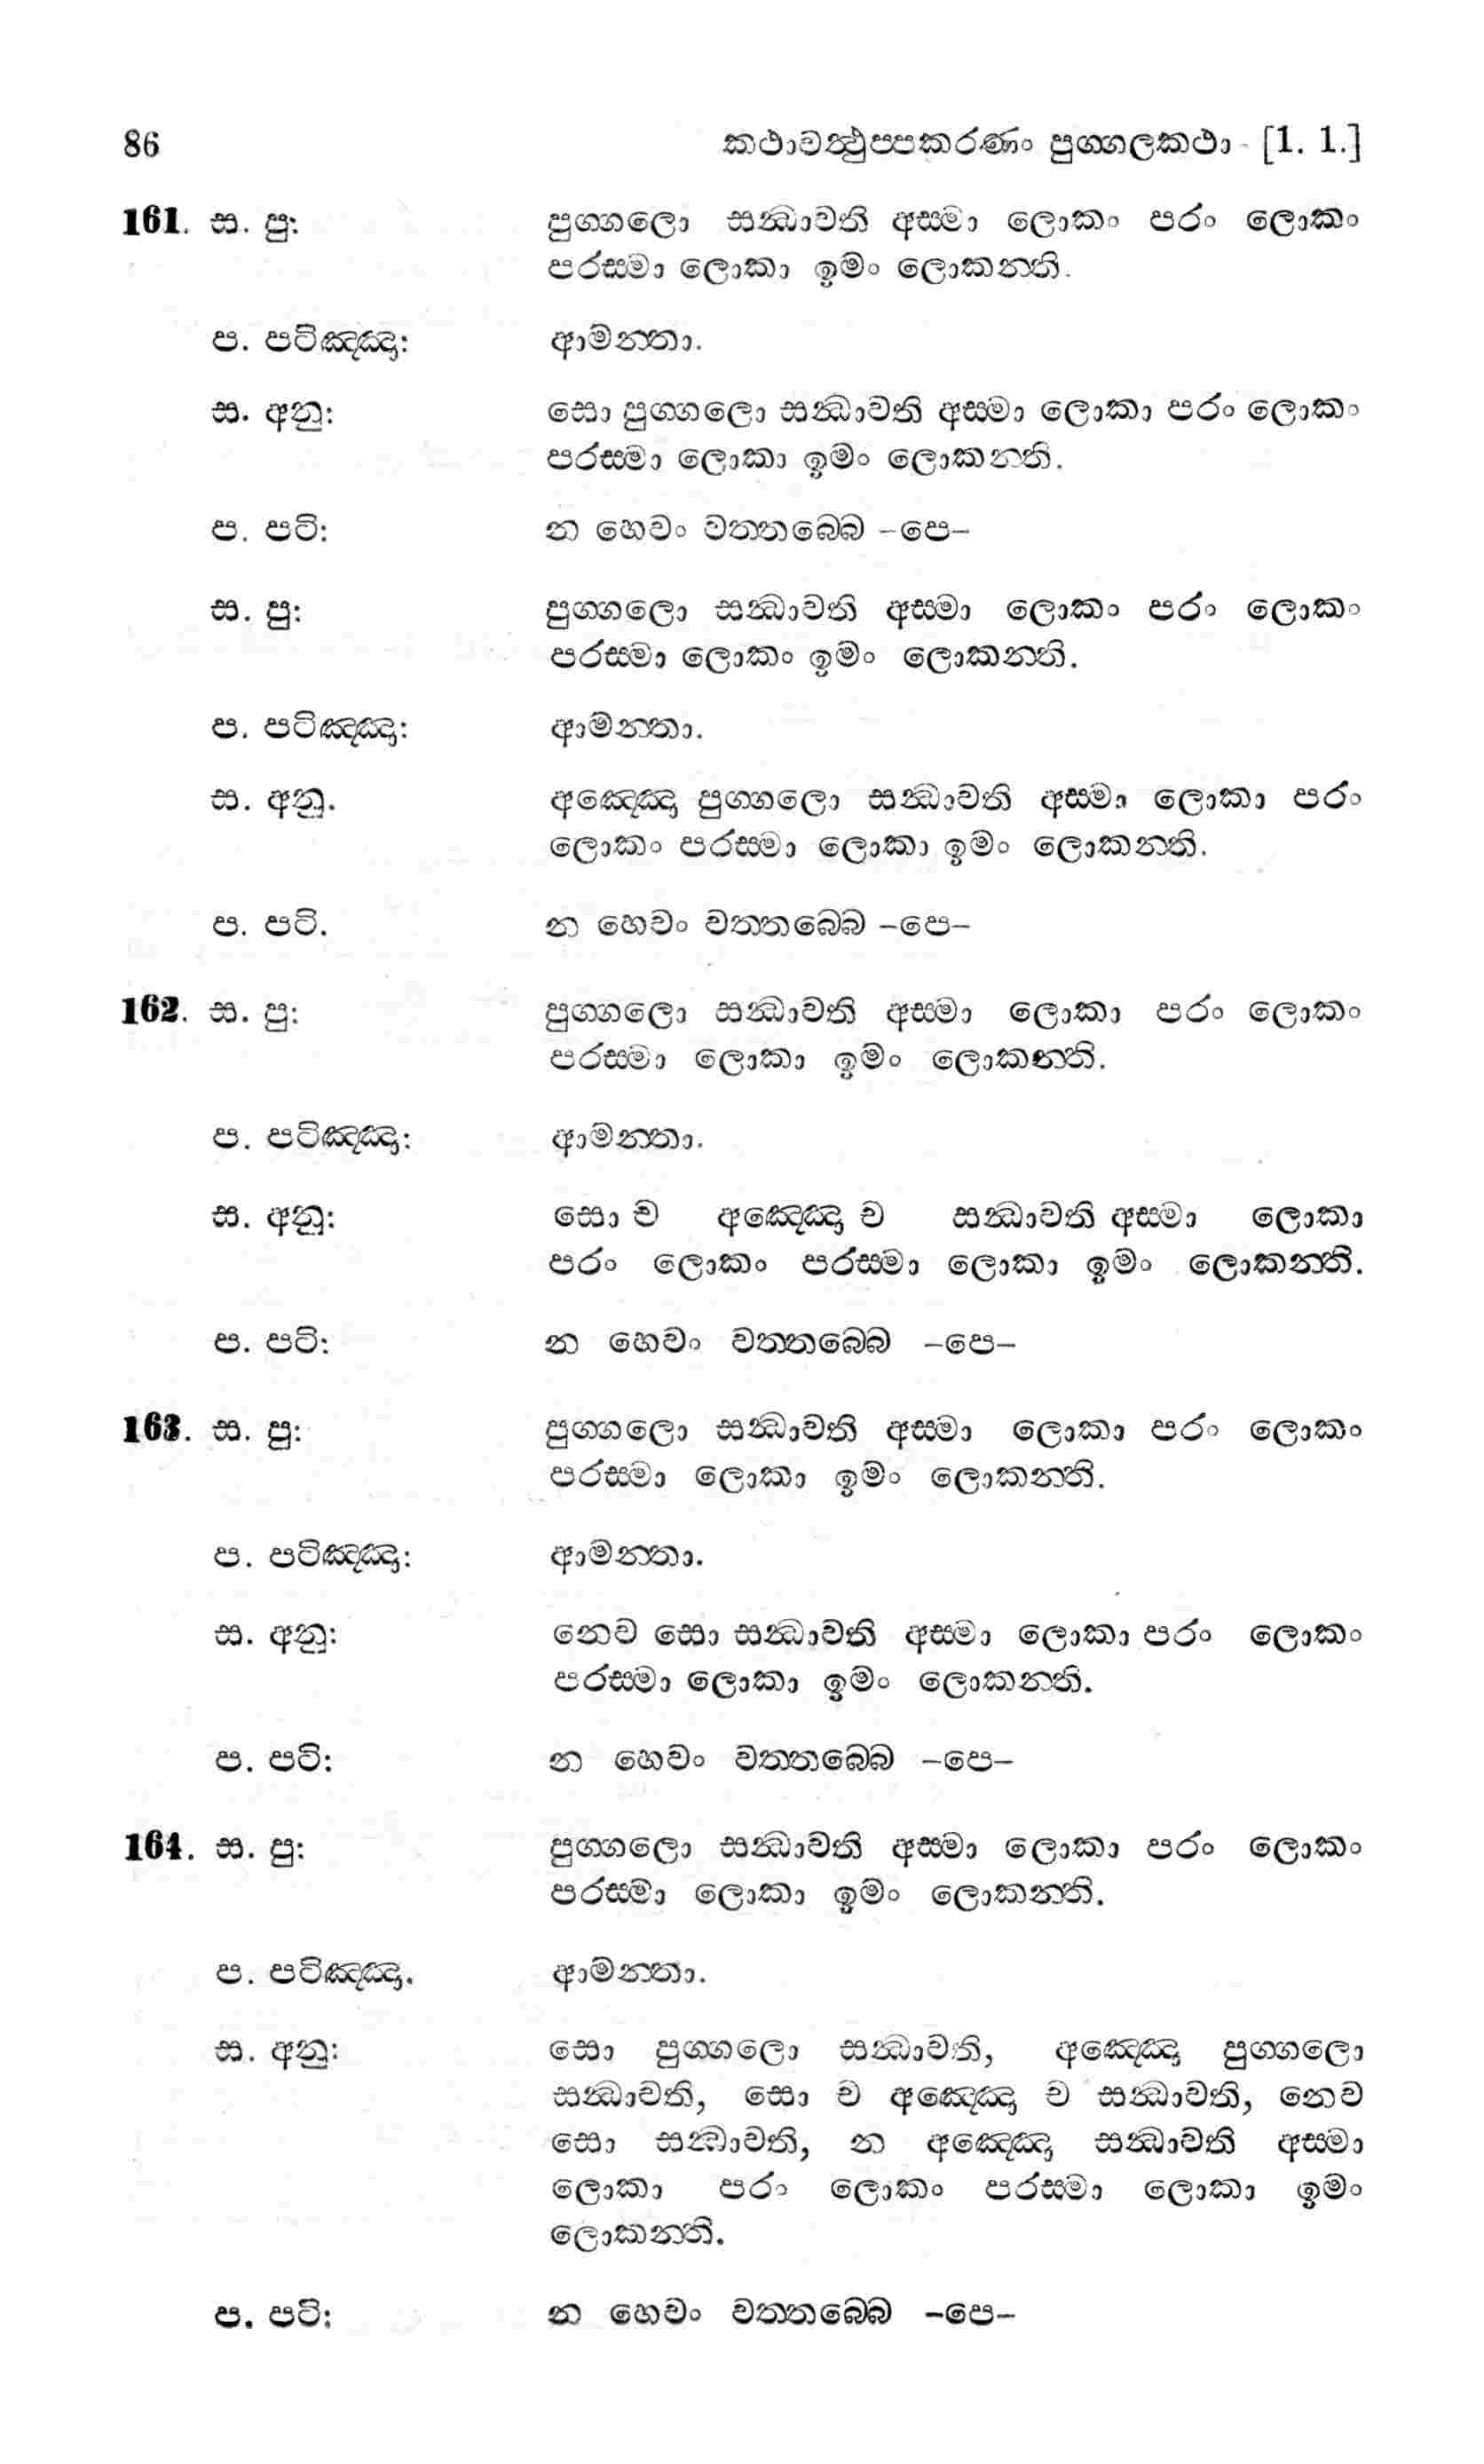 86 කථාවත්‍ථුප්පකරණං පුග්ගලකථා - [1. 1.]
161. ස. පු: පුග්ගලො සන්‍ධාවති අස්මා ලොකං පරං ලොකං
පරස්මා ලොකා ඉමං ලොකන්ති.
ප. පටිඤ්ඤා: ආමන්තා.
ස. අනු: සො පුග්ගලො සන්‍ධාවති අස්මා ලොකා පරං ලොකං
පරස්මා ලොකා ඉමං ලොකන්ති.
ප. පටි: න හෙවං වත්තබ්බෙ –පෙ–
ස. පු: පුග්ගලො සන්‍ධාවති අස්මා ලොකං පරං ලොකං
පරස්මා ලොකං ඉමං ලොකන්ති.
ප. පටිඤ්ඤා: ආමන්තා.
ස. අනු. අඤ්ඤො පුග්ගලො සන්‍ධාවති අස්මා ලොකා පරං
ලොකං පරස්මා ලොකා ඉමං ලොකන්ති.
ප. පටි. න හෙවං වත්තබ්බෙ –පෙ–
162. ස. පු: පුග්ගලො සන්‍ධාවති අස්මා ලොකා පරං ලොකං
පරස්මා ලොකා ඉමං ලොකන්ති.
ප. පටිඤ්ඤා: ආමන්තා.
ස. අනු: සො ච අඤ්ඤො ච සන්‍ධාවති අස්මා ලොකා
පරං ලොකං පරස්මා ලොකා ඉමං ලොකන්ති.
ප. පටි: න හෙවං වත්තබ්බෙ –පෙ–
163. ස. පු: පුග්ගලො සන්‍ධාවති අස්මා ලොකා පරං ලොකං
පරස්මා ලොකා ඉමං ලොකන්ති.
ප. පටිඤ්ඤා: ආමන්තා.
ස. අනු: නෙව සො සන්‍ධාවති අස්මා ලොකා පරං ලොකං
පරස්මා ලොකා ඉමං ලොකන්ති.
ප. පටි: න හෙවං වත්තබ්බෙ –පෙ–
164. ස. පු: පුග්ගලො සන්‍ධාවති අස්මා ලොකා පරං ලොකං
පරස්මා ලොකා ඉමං ලොකන්ති.
ප. පටිඤ්ඤා. ආමන්තා.
ස. අනු: සො පුග්ගලො සන්‍ධාවති, අඤ්ඤො පුග්ගලො
සන්‍ධාවති, සො ච අඤ්ඤො ච සන්‍ධාවති, නෙව
සො සන්‍ධාවති, න අඤ්ඤො සන්‍ධාවති අස්මා
ලොකා පරං ලොකං පරස්මා ලොකා ඉමං
ලොකන්ති.
ප. පටි: න හෙවං වත්තබ්බෙ –පෙ–